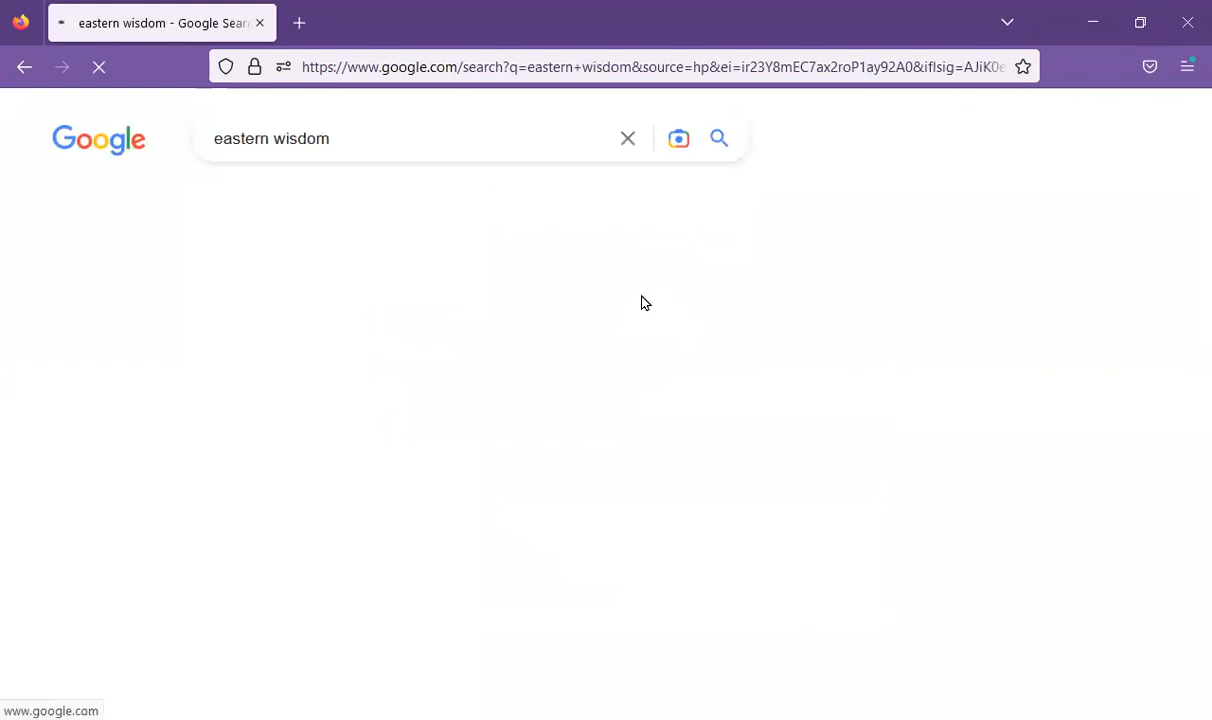 eastern wisdom - Google Sear
https://www.google.com/search?q=eastern+wisdom&source=hp&ei=ir23Y8mEC7ax2roP1ay92A0&iflsig=AJiK0e
Google
eastern wisdom
www.google.com